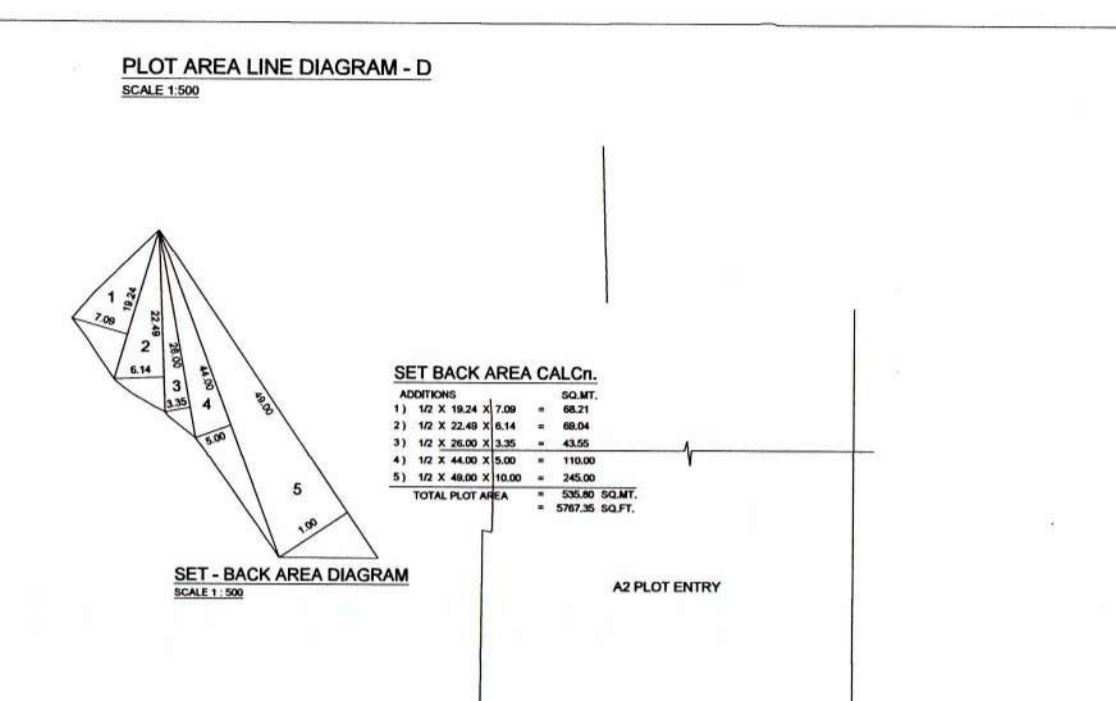 PLOT AREA LINE DIAGRAM - D
SCALE 1:500
1
19.24
7.09
2
22.49
6.14
3
26.00
3.35
4
44.00
5.00
5
49.00
1.00
SET - BACK AREA DIAGRAM
SCALE 1 : 500
SET BACK AREA CALCn.
ADDITIONS SQ.MT.
1 ) 1/2 X 19.24 X 7.09 = 68.21
2 ) 1/2 X 22.49 X 6.14 = 69.04
3 ) 1/2 X 26.00 X 3.35 = 43.55
4 ) 1/2 X 44.00 X 5.00 = 110.00
5 ) 1/2 X 49.00 X 10.00 = 245.00
TOTAL PLOT AREA = 535.80 SQ.MT.
= 5767.35 SQ.FT.
A2 PLOT ENTRY